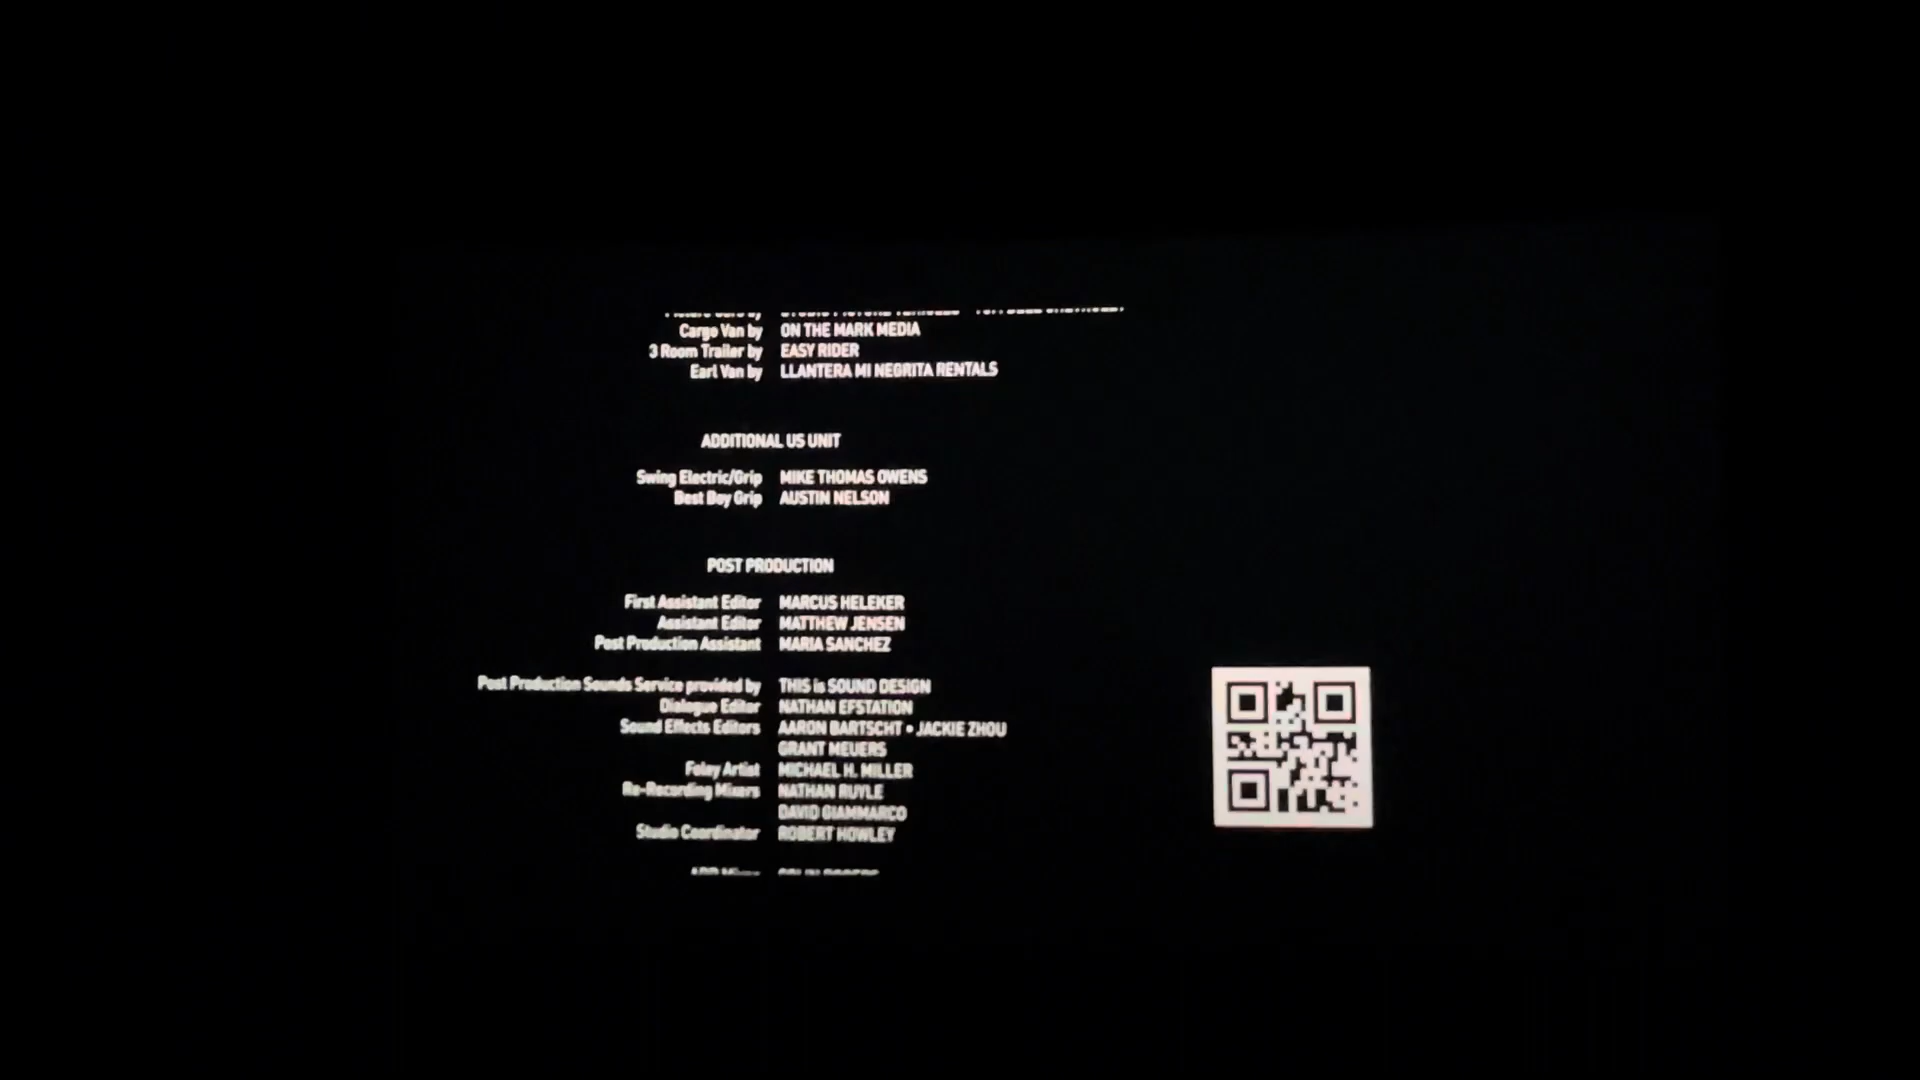 Cargo Van by ON THE MARK MEDIA
3 Room Trailer by EASY RIDER
Earl Van by LLANTERA MI NEGRITA RENTALS
ADDITIONAL US UNIT
Swing Electric/Grip MIKE THOMAS OWENS
Best Boy Grip AUSTIN NELSON
POST PRODUCTION
First Assistant Editor MARCUS HELEKER
Assistant Editor MATTHEW JENSEN
Post Production Assistant MARIA SANCHEZ
Post Production Sounds Service provided by THIS is SOUND DESIGN
Dialogue Editor NATHAN EFSTATION
Sound Effects Editors AARON BARTSCHT • JACKIE ZHOU
GRANT MEUERS
Foley Artist MICHAEL H. MILLER
Re-Recording Mixers NATHAN RUYLE
DAVID GIAMMARCO
Studio Coordinator ROBERT HOWLEY